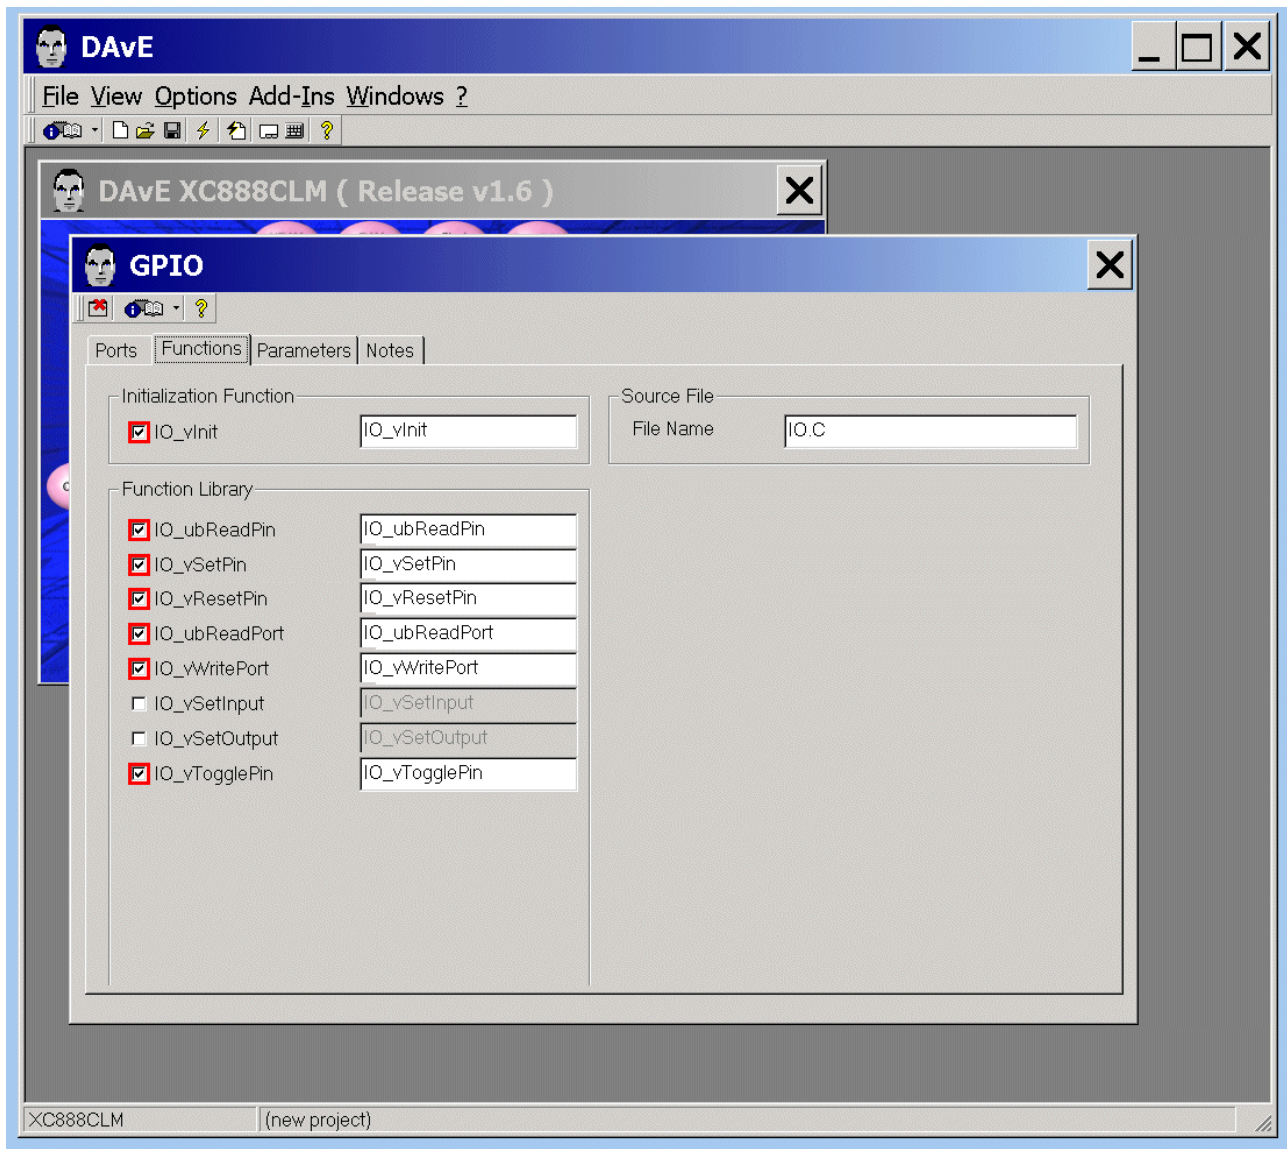 DAvE
File View Options Add-Ins Windows ?
DAvE XC888CLM ( Release v1.6 )
GPIO
Ports Functions Parameters Notes
Initialization Function
IO_vInit IO_vInit
Source File
File Name IO.C
Function Library
IO_ubReadPin IO_ubReadPin
IO_vSetPin IO_vSetPin
IO_vResetPin IO_vResetPin
IO_ubReadPort IO_ubReadPort
IO_vWritePort IO_vWritePort
IO_vSetInput IO_vSetInput
IO_vSetOutput IO_vSetOutput
IO_vTogglePin IO_vTogglePin
XC888CLM (new project)